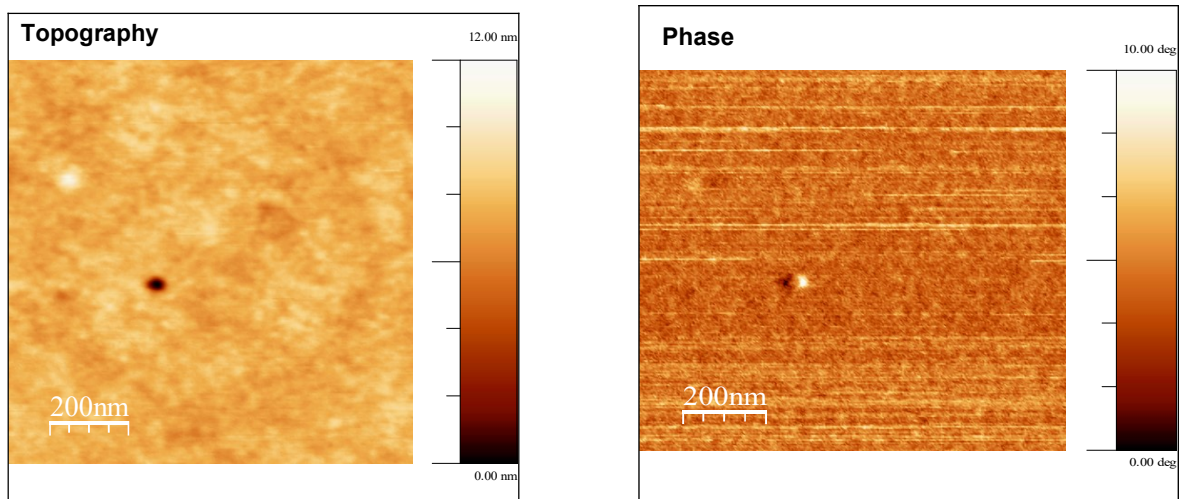 Topography
12.00 nm
200nm
0.00 nm
Phase
10.00 deg
200nm
0.00 deg